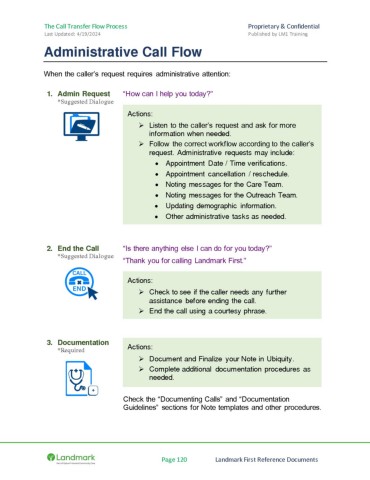 The Call Transfer Flow Process
Proprietary & Confidential
Last Updated: 4/19/2024
Published by LM1 Training
Administrative Call Flow
When the caller's request requires administrative attention:
1. Admin Request
"How can I help you today?"
*Suggested Dialogue
Actions:
➢ Listen to the caller's request and ask for more
information when needed.
➢ Follow the correct workflow according to the caller's
request. Administrative requests may include:
• Appointment Date / Time verifications.
• Appointment cancellation / reschedule.
• Noting messages for the Care Team.
• Noting messages for the Outreach Team.
• Updating demographic information.
• Other administrative tasks as needed.
2. End the Call
"Is there anything else I can do for you today?"
*Suggested Dialogue
"Thank you for calling Landmark First."
CALL
END
Actions:
➢ Check to see if the caller needs any further
assistance before ending the call.
➢ End the call using a courtesy phrase.
3. Documentation
*Required
Actions:
➢ Document and Finalize your Note in Ubiquity.
➢ Complete additional documentation procedures as
needed.
Check the "Documenting Calls" and "Documentation
Guidelines" sections for Note templates and other procedures.
Landmark
Page 120
Landmark First Reference Documents